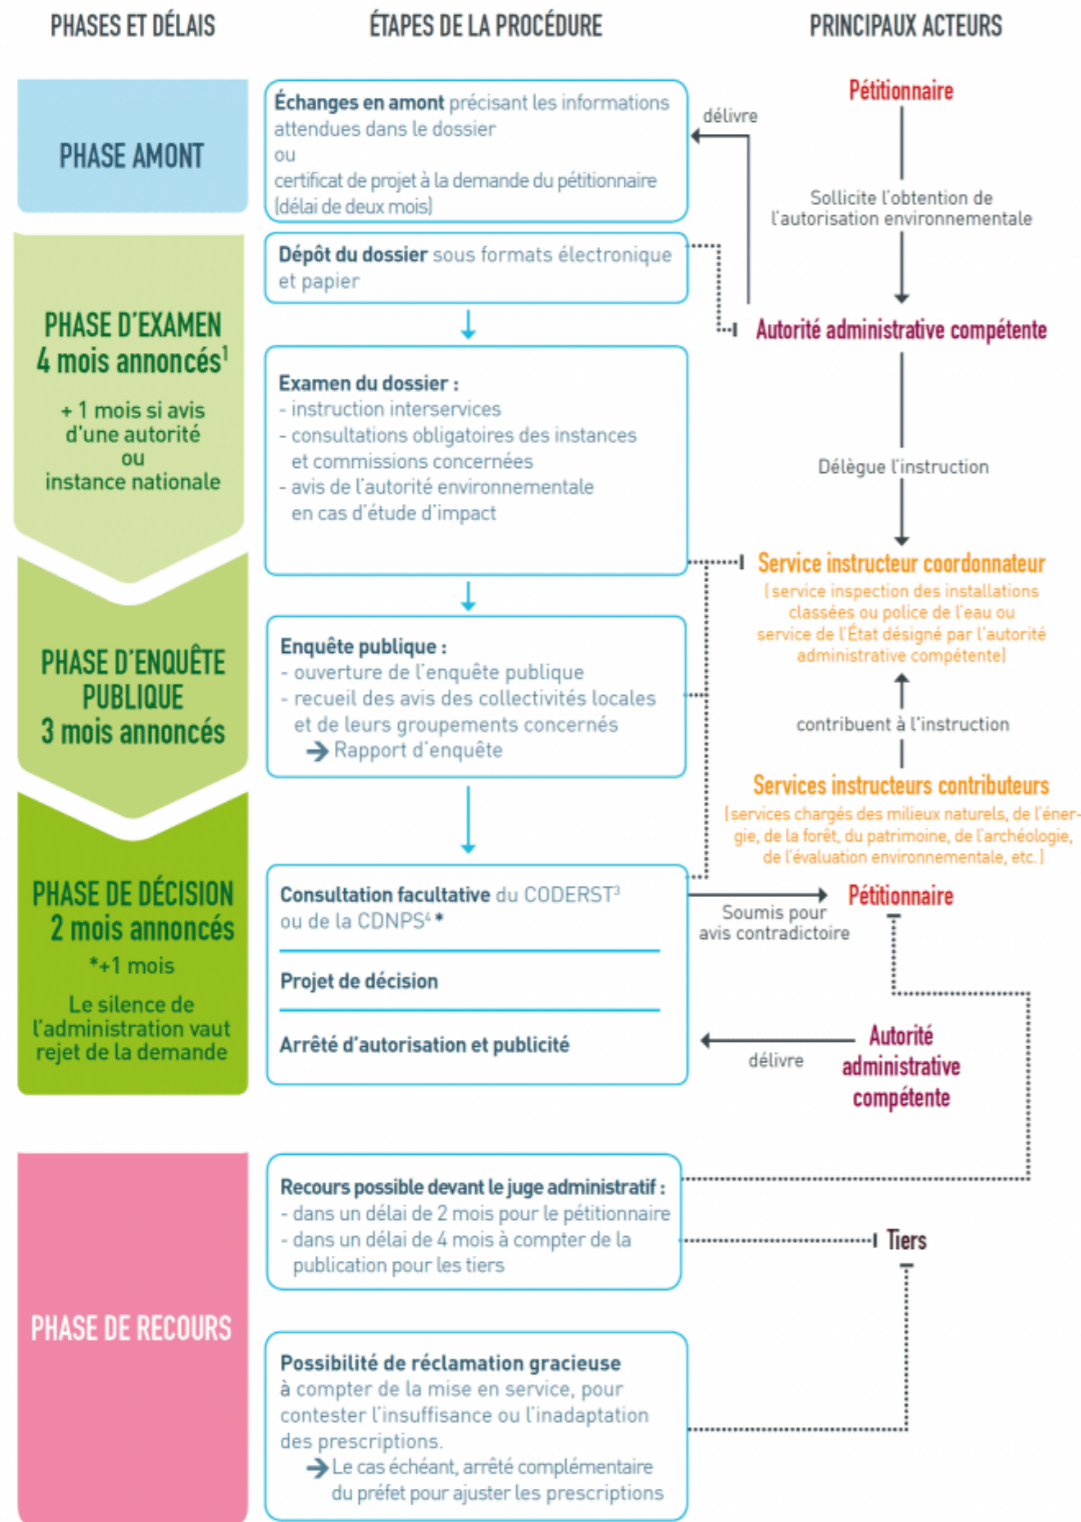 PHASES ET DÉLAIS
ÉTAPES DE LA PROCÉDURE
PRINCIPAUX ACTEURS
PHASE AMONT
Échanges en amont précisant les informations
attendues dans le dossier
ou
certificat de projet à la demande du pétitionnaire
(délai de deux mois)
délivre
Pétitionnaire
Sollicite l'obtention de
l'autorisation environnementale
PHASE D'EXAMEN
4 mois annoncés¹
+ 1 mois si avis
d'une autorité
ou
instance nationale
Dépôt du dossier sous formats électronique
et papier
Autorité administrative compétente
Examen du dossier :
- instruction interservices
- consultations obligatoires des instances
et commissions concernées
- avis de l'autorité environnementale
en cas d'étude d'impact
Délègue l'instruction
Service instructeur coordonnateur
(service inspection des installations
classées ou police de l'eau ou
service de l'État désigné par l'autorité
administrative compétente)
PHASE D'ENQUÊTE
PUBLIQUE
3 mois annoncés
Enquête publique :
- ouverture de l'enquête publique
- recueil des avis des collectivités locales
et de leurs groupements concernés
→ Rapport d'enquête
contribuent à l'instruction
Services instructeurs contributeurs
(services chargés des milieux naturels, de l'éner-
gie, de la forêt, du patrimoine, de l'archéologie,
de l'évaluation environnementale, etc.)
PHASE DE DÉCISION
2 mois annoncés
*+1 mois
Le silence de
l'administration vaut
rejet de la demande
Consultation facultative du CODERST³
ou de la CDNPS⁴ *
Projet de décision
Arrêté d'autorisation et publicité
Soumis pour
avis contradictoire
Pétitionnaire
délivre
Autorité
administrative
compétente
PHASE DE RECOURS
Recours possible devant le juge administratif :
- dans un délai de 2 mois pour le pétitionnaire
- dans un délai de 4 mois à compter de la
publication pour les tiers
Tiers
Possibilité de réclamation gracieuse
à compter de la mise en service, pour
contester l'insuffisance ou l'inadaptation
des prescriptions.
→ Le cas échéant, arrêté complémentaire
du préfet pour ajuster les prescriptions